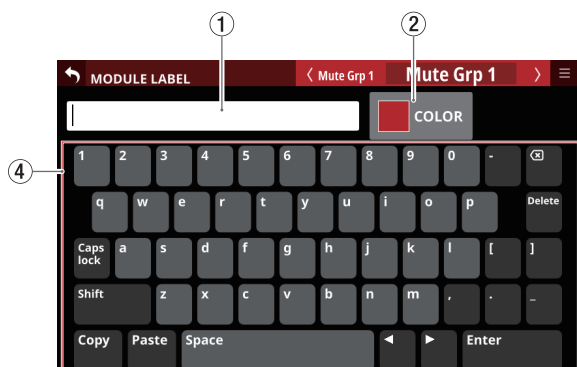 ① ②
MODULE LABEL 〈 Mute Grp 1 Mute Grp 1 〉 ≡
COLOR
④
1 2 3 4 5 6 7 8 9 0 - ⌫
q w e r t y u i o p Delete
Caps lock a s d f g h j k l [ ]
Shift z x c v b n m , . _
Copy Paste Space ◀ ▶ Enter